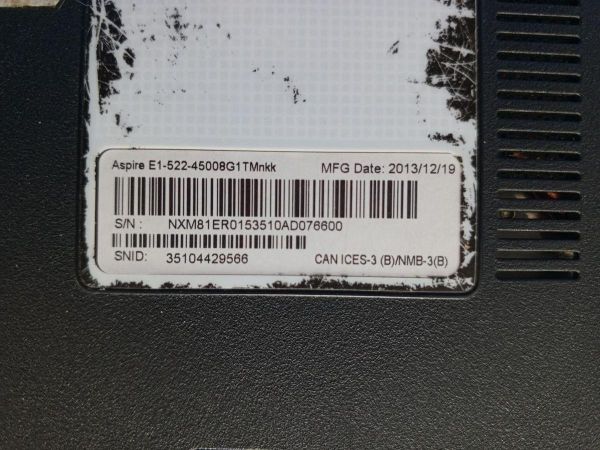 Aspire E1-522-45008G1TMnkk MFG Date: 2013/12/19
S/N : NXM81ER0153510AD076600
SNID: 35104429566 CAN ICES-3 (B)/NMB-3(B)